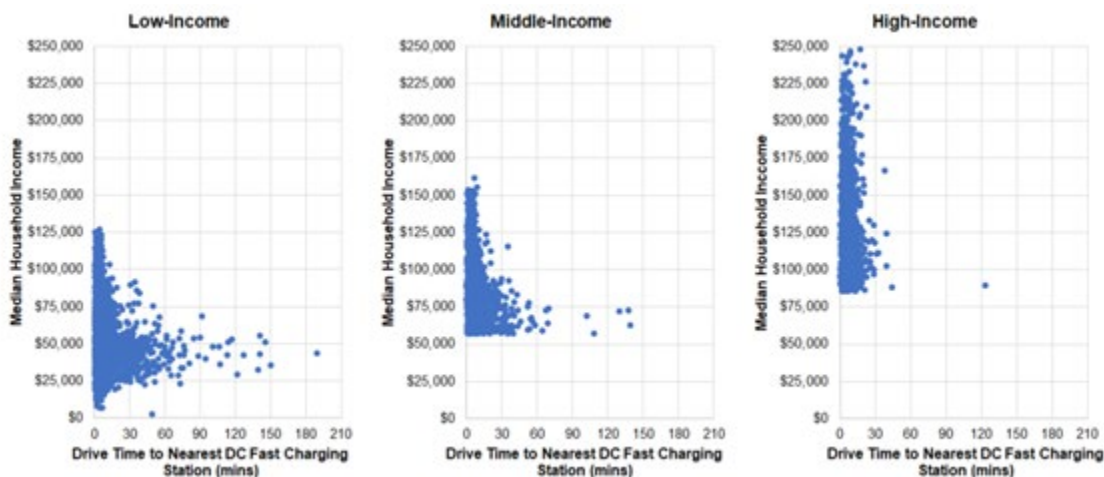 Low-Income
Middle-Income
High-Income
Median Household Income
$250,000
$225,000
$200,000
$175,000
$150,000
$125,000
$100,000
$75,000
$50,000
$25,000
$0
0 30 60 90 120 150 180 210
Drive Time to Nearest DC Fast Charging
Station (mins)
Median Household Income
$250,000
$225,000
$200,000
$175,000
$150,000
$125,000
$100,000
$75,000
$50,000
$25,000
$0
0 30 60 90 120 150 180 210
Drive Time to Nearest DC Fast Charging
Station (mins)
Median Household Inccome
$250,000
$225,000
$200,000
$175,000
$150,000
$125,000
$100,000
$75,000
$50,000
$25,000
$0
0 30 60 90 120 150 180 210
Drive Time to Nearest DC Fast Charging
Station (mins)